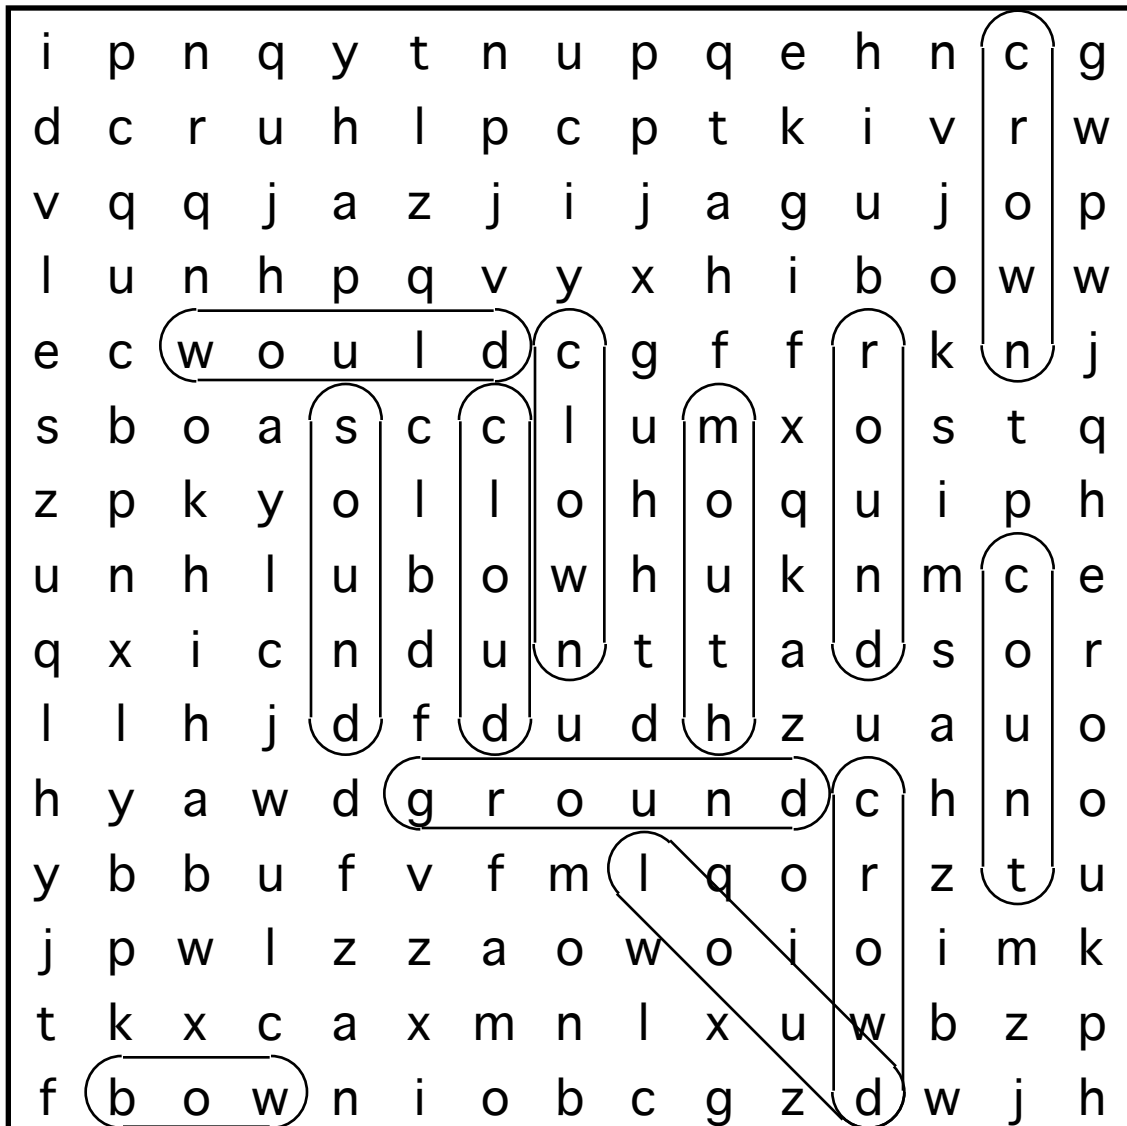 i p n q y t n u p q e h n c g
d c r u h l p c p t k i v r w
v q q j a z j i j a g u j o p
l u n h p q v y x h i b o w w
e c w o u l d c g f f r k n j
s b o a s c c l u m x o s t q
z p k y o l l o h o q u i p h
u n h l u b o w h u k n m c e
q x i c n d u n t t a d s o r
l l h j d f d u d h z u a u o
h y a w d g r o u n d c h n o
y b b u f v f m l q o r z t u
j p w l z z a o w o i o i m k
t k x c a x m n l x u w b z p
f b o w n i o b c g z d w j h